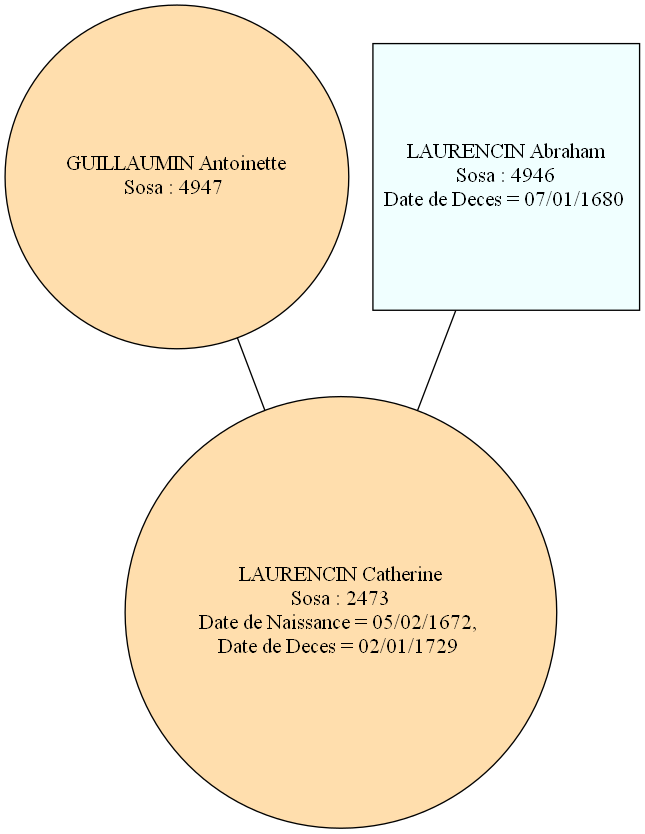 GUILLAUMIN Antoinette
Sosa : 4947
LAURENCIN Abraham
Sosa : 4946
Date de Deces = 07/01/1680
LAURENCIN Catherine
Sosa : 2473
Date de Naissance = 05/02/1672,
Date de Deces = 02/01/1729